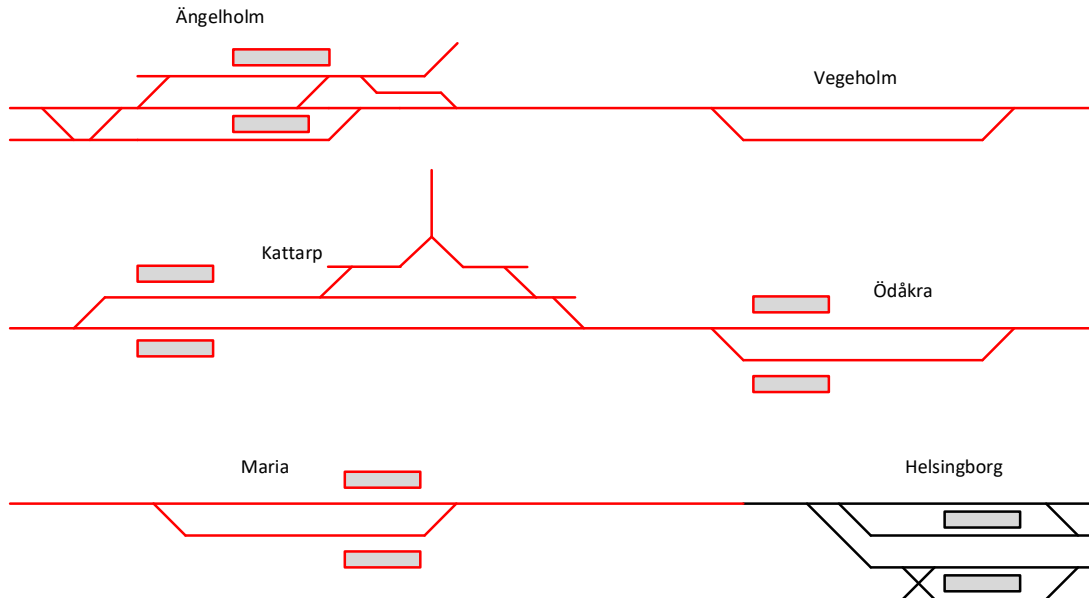 Ängelholm
Vegeholm
Kattarp
Ödåkra
Maria
Helsingborg